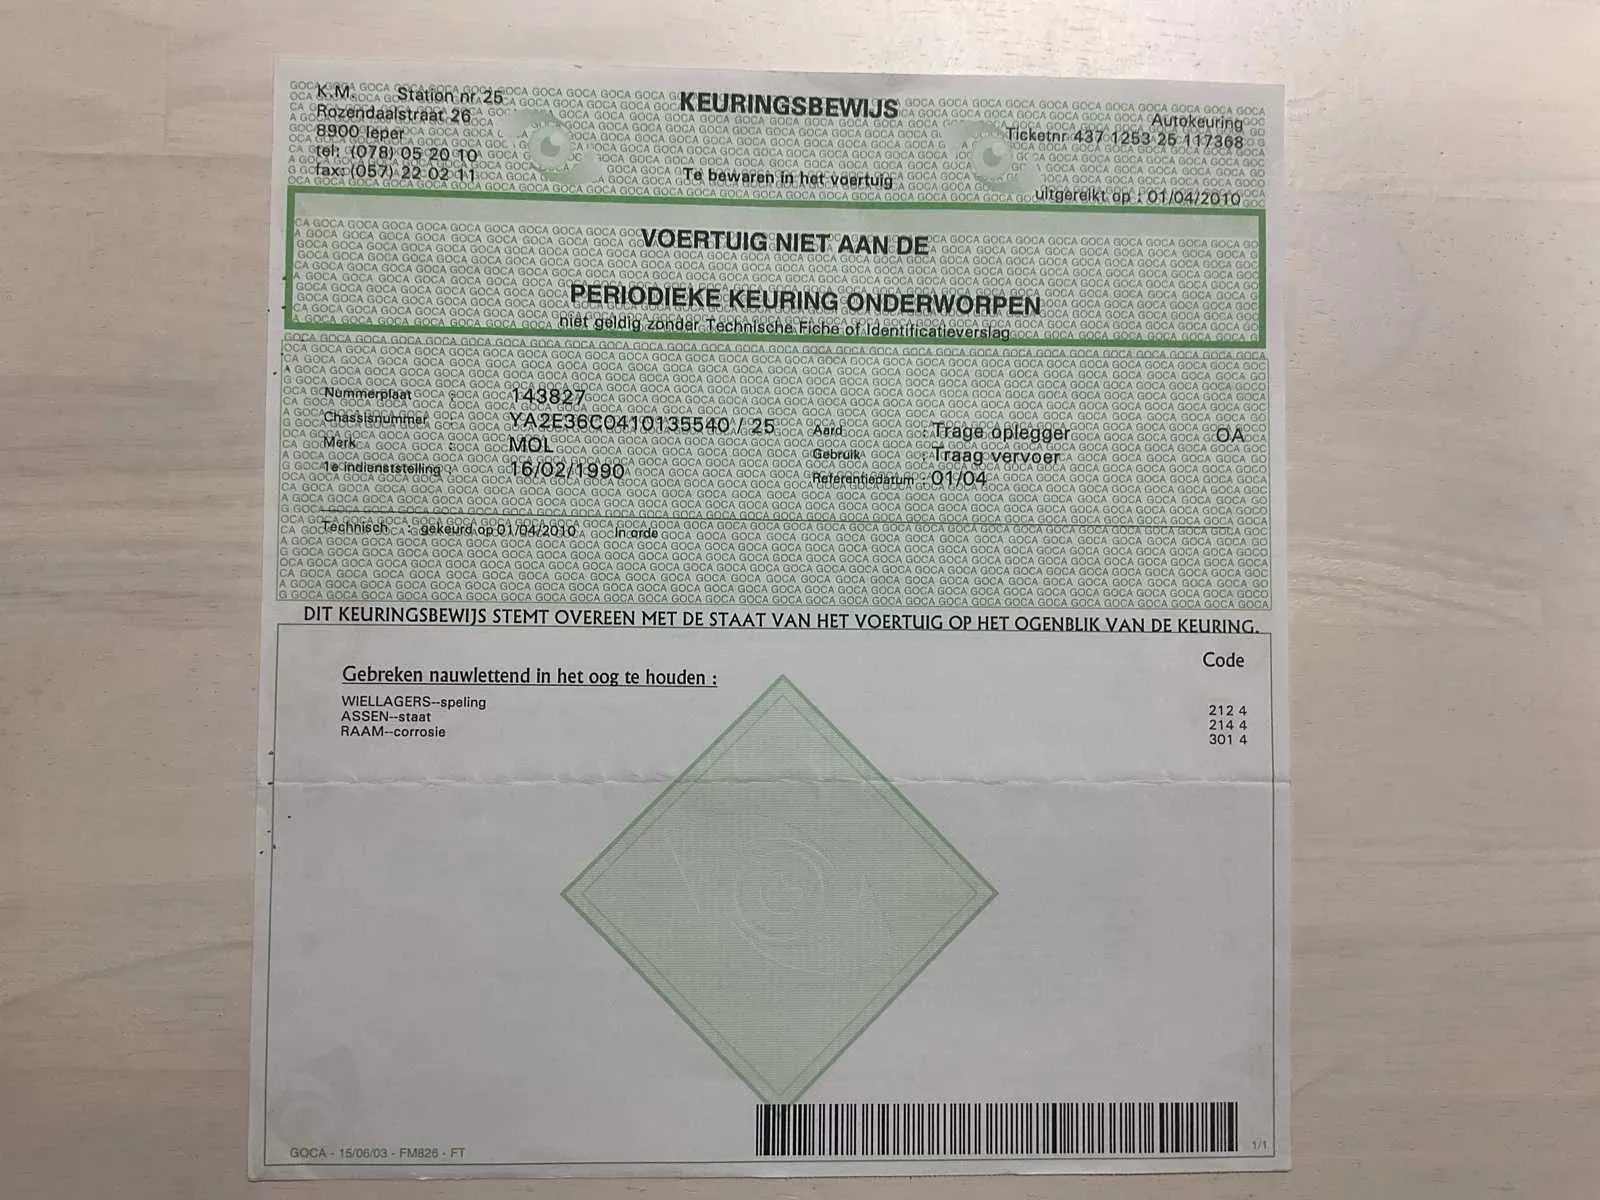 K.M. Station nr.25
Rozendaalstraat 26
8900 Ieper
tel: (078) 05 20 10
fax: (057) 22 02 11
KEURINGSBEWIJS
Te bewaren in het voertuig
Autokeuring
Ticketnr 437 1253 25 117368
uitgereikt op : 01/04/2010
VOERTUIG NIET AAN DE
PERIODIEKE KEURING ONDERWORPEN
niet geldig zonder Technische Fiche of Identificatieverslag
Nummerplaat : 143827
Chassisnummer : YA2E36C0410135540 / 25 Aard : Trage oplegger OA
Merk : MOL Gebruik : Traag vervoer
1e indienststelling : 16/02/1990 Referentiedatum : 01/04
Technisch : gekeurd op 01/04/2010 In orde
DIT KEURINGSBEWIJS STEMT OVEREEN MET DE STAAT VAN HET VOERTUIG OP HET OGENBLIK VAN DE KEURING.
Code
Gebreken nauwlettend in het oog te houden :
WIELLAGERS--speling 212 4
ASSEN--staat 214 4
RAAM--corrosie 301 4
GOCA - 15/06/03 - FM826 - FT
1/1